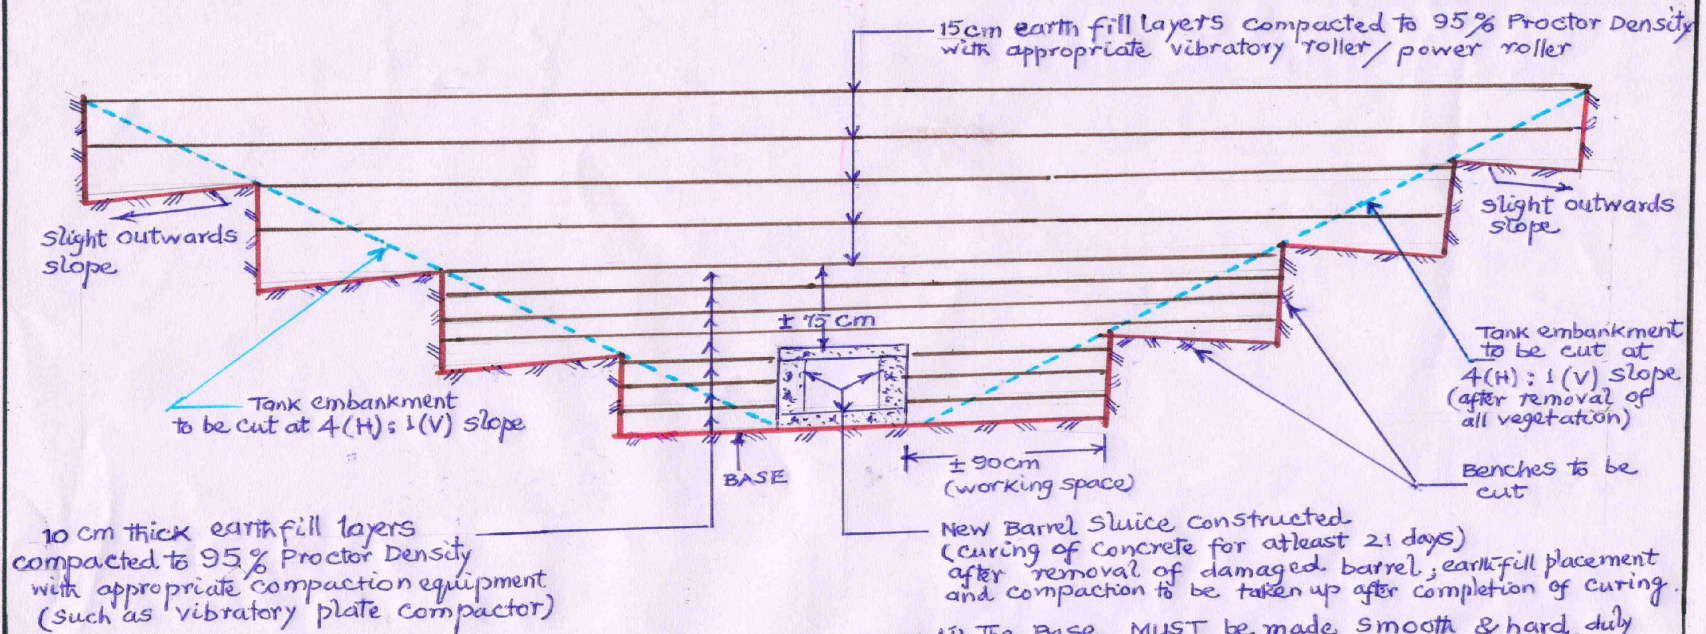 15cm earth fill layers compacted to 95% Proctor Density
with appropriate vibratory roller/power roller
slight outwards
slope
slight outwards
slope
± 75 cm
Tank embankment
to be cut at
4(H) : 1(V) slope
(after removal of
all vegetation)
Tank embankment
to be cut at 4(H) : 1(V) slope
BASE
± 90cm
(working space)
Benches to be
cut
10 cm thick earthfill layers
compacted to 95% Proctor Density
with appropriate compaction equipment
(such as vibratory plate compactor)
New Barrel Sluice constructed
(curing of concrete for atleast 21 days)
after removal of damaged barrel; earthfill placement
and compaction to be taken up after completion of curing.
The Base MUST be made smooth & hard duly